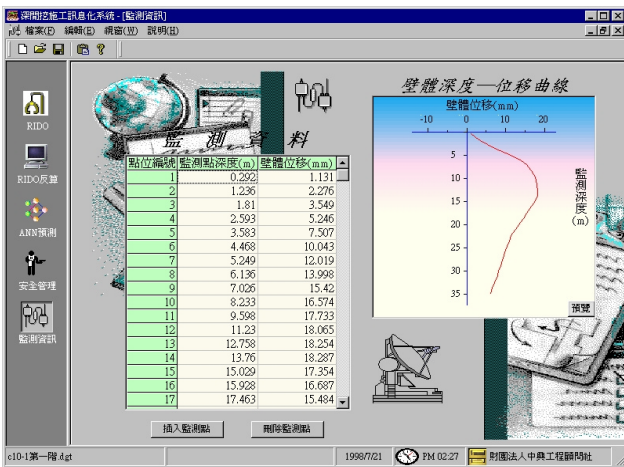 深開挖施工訊息化系統 - [監測資訊]
檔案(F) 編輯(E) 視窗(W) 說明(H)
RIDO
RIDO反算
ANN預測
安全管理
監測資訊
監測資料
點位編號 監測點深度(m) 壁體位移(mm)
1 0.292 1.131
2 1.236 2.276
3 1.81 3.549
4 2.593 5.246
5 3.583 7.507
6 4.468 10.043
7 5.249 12.019
8 6.136 13.998
9 7.026 15.42
10 8.233 16.574
11 9.598 17.733
12 11.23 18.065
13 12.758 18.254
14 13.76 18.287
15 15.029 17.354
16 15.928 16.687
17 17.463 15.484
插入監測點 刪除監測點
壁體深度—位移曲線
壁體位移(mm)
-10 0 10 20
5
10
15
20
25
30
35
監測深度(m)
預覽
c10-1第一階.dgt 1998/7/21 PM 02:27 財團法人中興工程顧問社